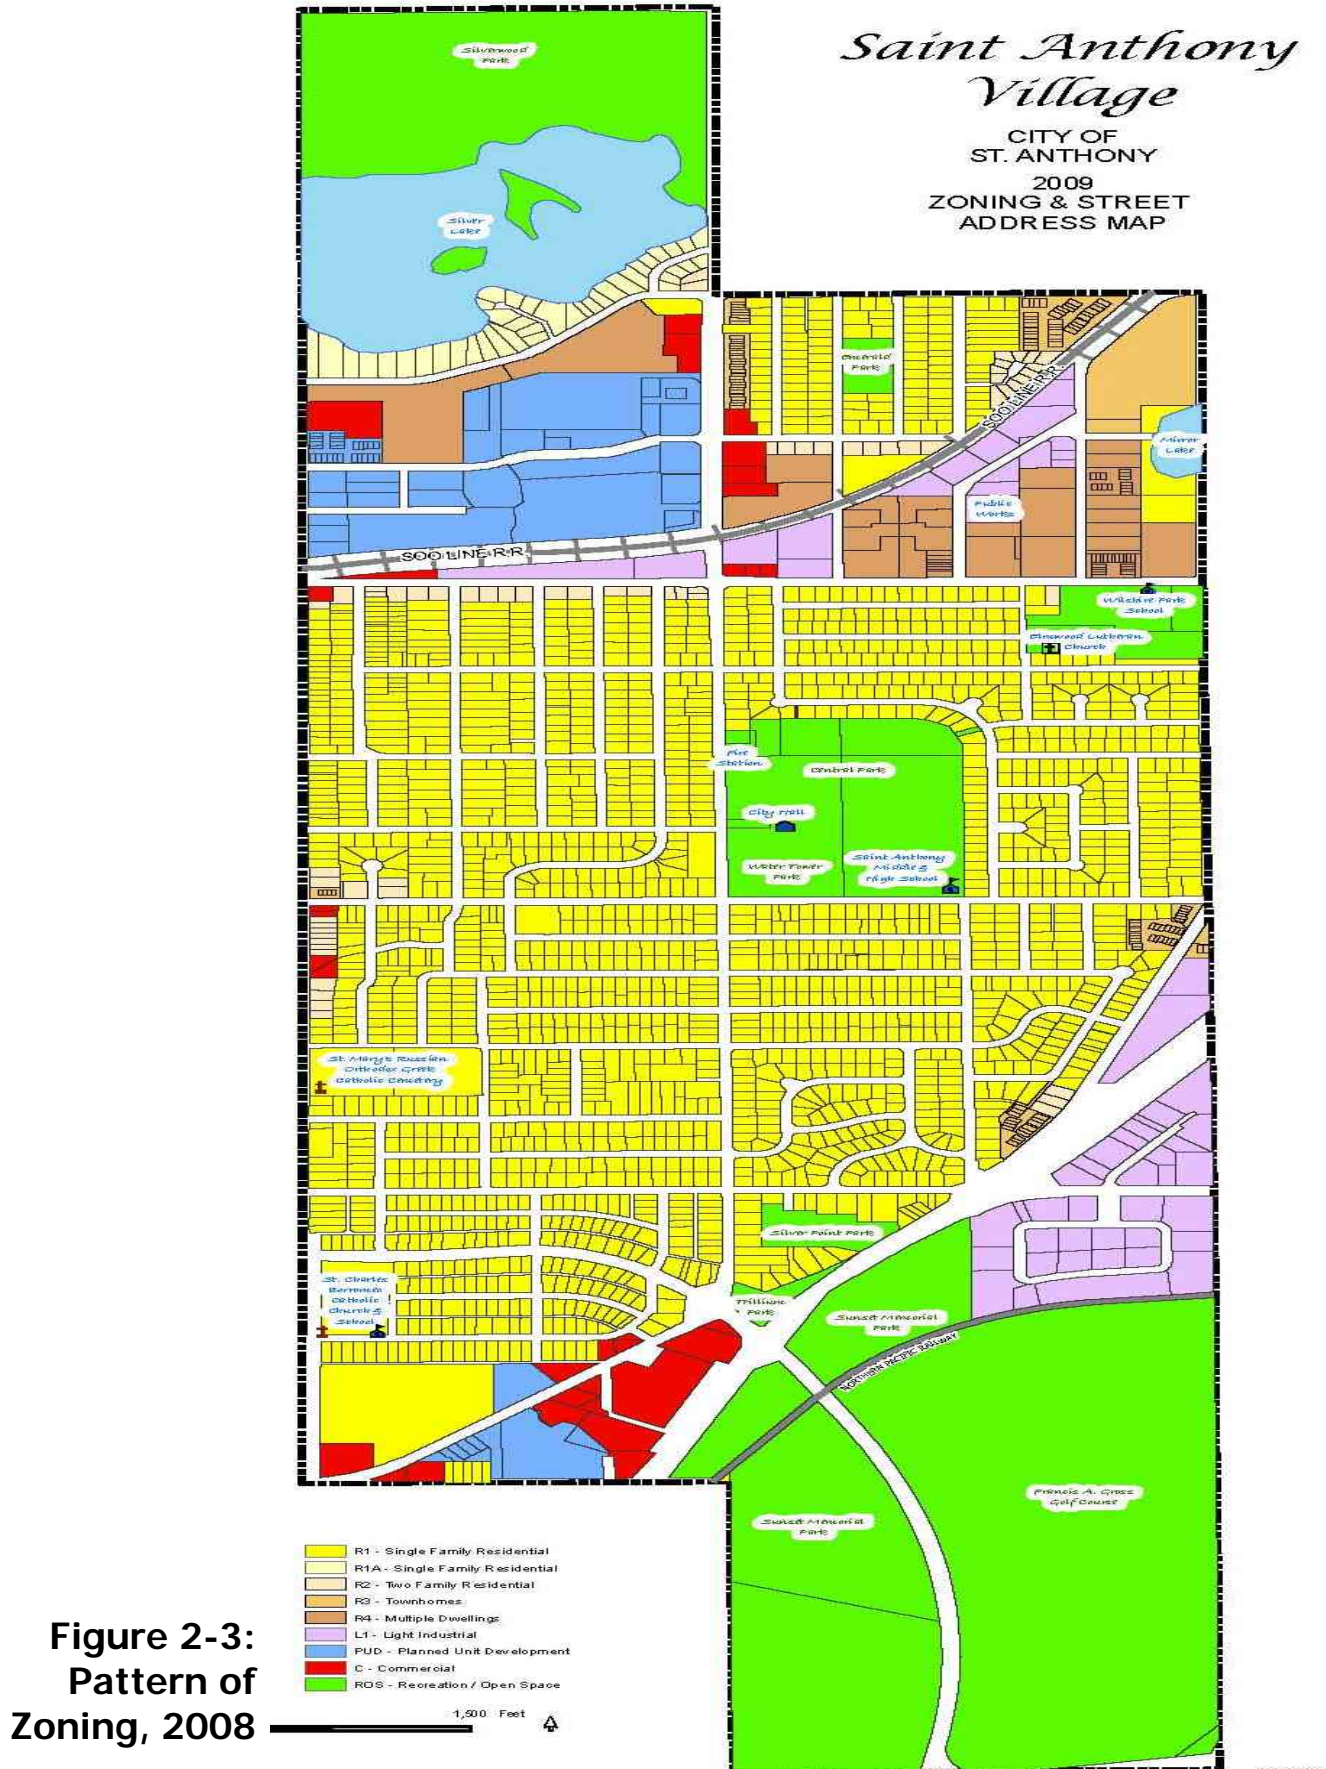 Saint Anthony
Village
CITY OF
ST. ANTHONY
2009
ZONING & STREET
ADDRESS MAP
Silverwood
Park
Silver
Lake
Emerald
Park
SOO LINE R.R.
Mirror
Lake
Public
Works
SOO LINE R.R.
Wilshire Park
School
Elmwood Lutheran
Church
Fire
Station
Central Park
City Hall
Water Tower
Park
Saint Anthony
Middle &
High School
St. Mary's Russian
Orthodox Greek
Catholic Cemetery
Silver Point Park
St. Charles
Borromeo
Catholic
Church &
School
Trillium
Park
Sunset Memorial
Park
NORTHERN PACIFIC RAILWAY
Francis A. Gross
Golf Course
Sunset Memorial
Park
R1 - Single Family Residential
R1A - Single Family Residential
R2 - Two Family Residential
R3 - Townhomes
R4 - Multiple Dwellings
L1 - Light Industrial
PUD - Planned Unit Development
C - Commercial
ROS - Recreation / Open Space
1,500 Feet
Figure 2-3:
Pattern of
Zoning, 2008